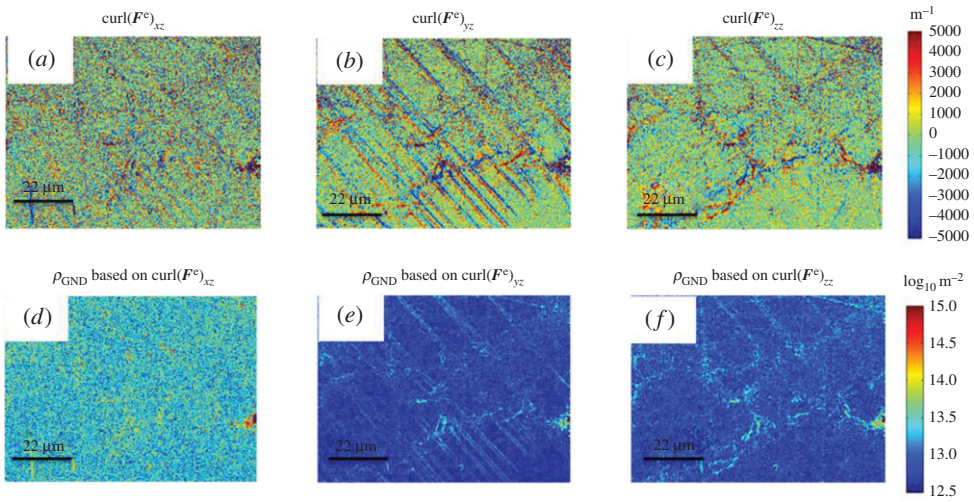 curl(Fᵉ)xz curl(Fᵉ)yz curl(Fᵉ)zz m⁻¹
(a) (b) (c)
5000
4000
3000
2000
1000
0
–1000
–2000
–3000
–4000
–5000
22 μm 22 μm 22 μm
ρGND based on curl(Fᵉ)xz ρGND based on curl(Fᵉ)yz ρGND based on curl(Fᵉ)zz log₁₀ m⁻²
(d) (e) (f)
15.0
14.5
14.0
13.5
13.0
12.5
22 μm 22 μm 22 μm